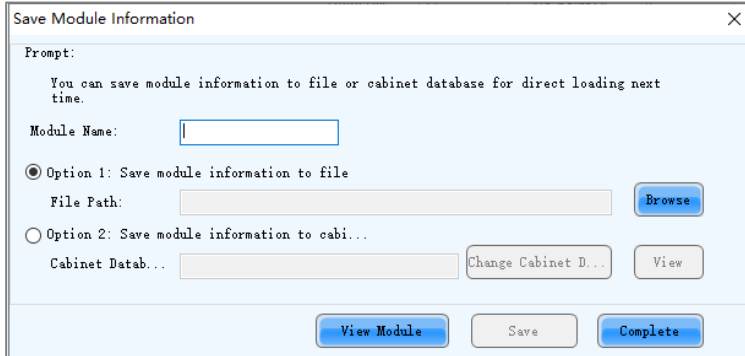 Save Module Information
Prompt:
You can save module information to file or cabinet database for direct loading next
time.
Module Name:
Option 1: Save module information to file
File Path:
Browse
Option 2: Save module information to cabi...
Cabinet Datab...
Change Cabinet D...
View
View Module
Save
Complete